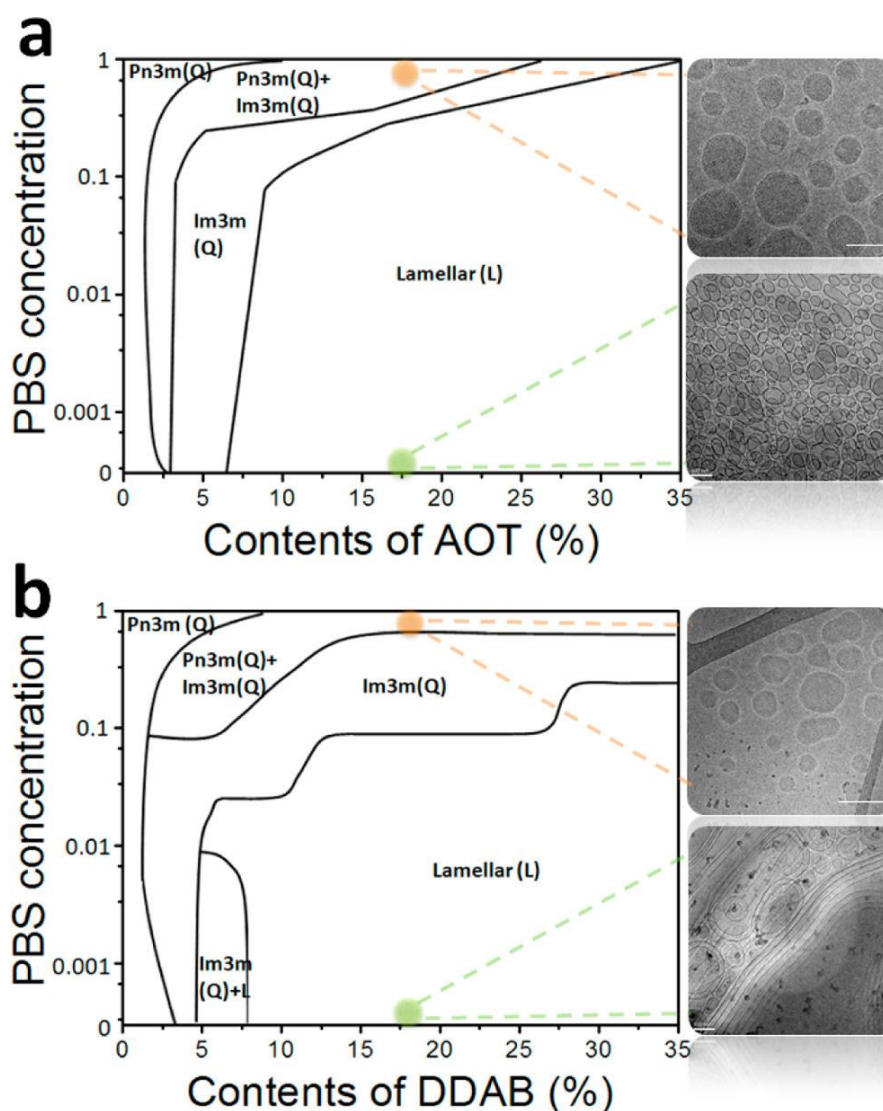 a
PBS concentration
1
0.1
0.01
0.001
0
Pn3m(Q)
Pn3m(Q)+
Im3m(Q)
Im3m
(Q)
Lamellar (L)
0 5 10 15 20 25 30 35
Contents of AOT (%)
b
PBS concentration
1
0.1
0.01
0.001
0
Pn3m (Q)
Pn3m(Q)+
Im3m(Q)
Im3m(Q)
Lamellar (L)
Im3m
(Q)+L
0 5 10 15 20 25 30 35
Contents of DDAB (%)